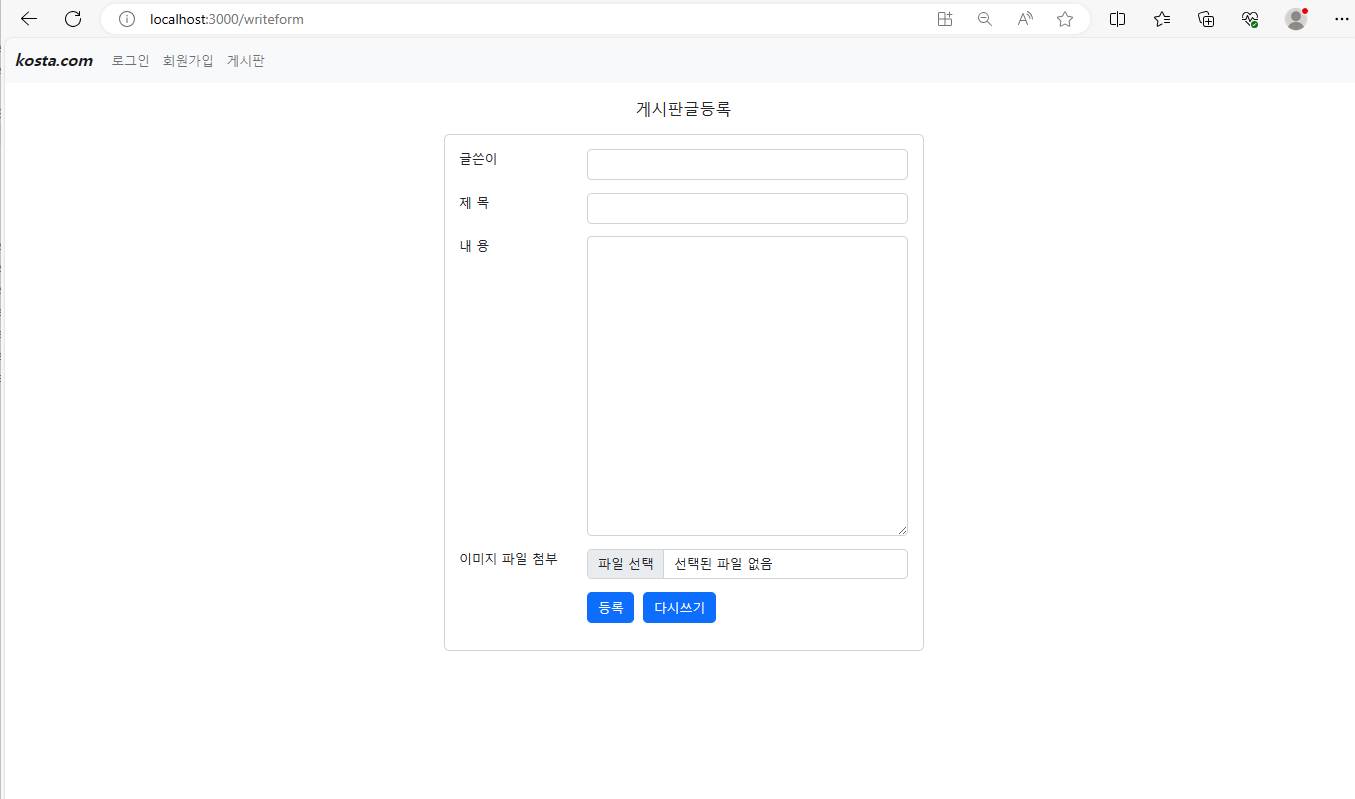 localhost:3000/writeform
kosta.com 로그인 회원가입 게시판
게시판글등록
글쓴이
제 목
내 용
이미지 파일 첨부 파일 선택 선택된 파일 없음
등록 다시쓰기